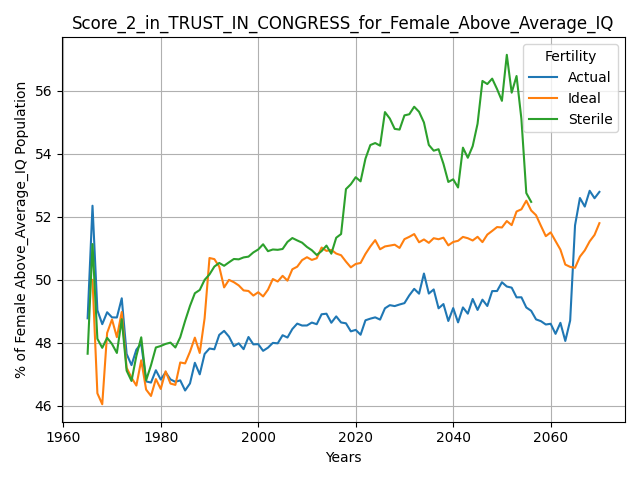 Score_2_in_TRUST_IN_CONGRESS_for_Female_Above_Average_IQ
% of Female Above_Average_IQ Population
56
54
52
50
48
46
Fertility
Actual
Ideal
Sterile
1960
1980
2000
2020
2040
2060
Years